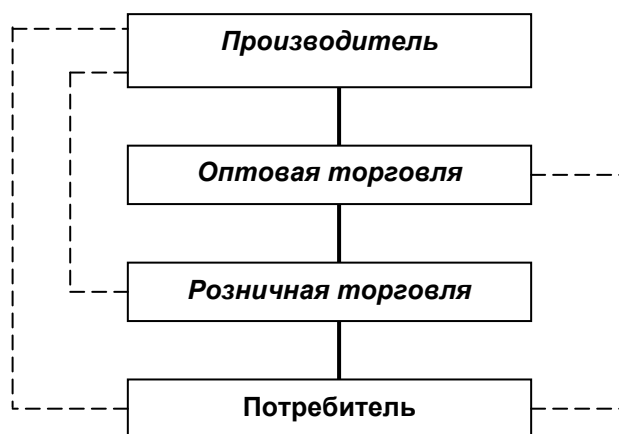 Производитель
Оптовая торговля
Розничная торговля
Потребитель